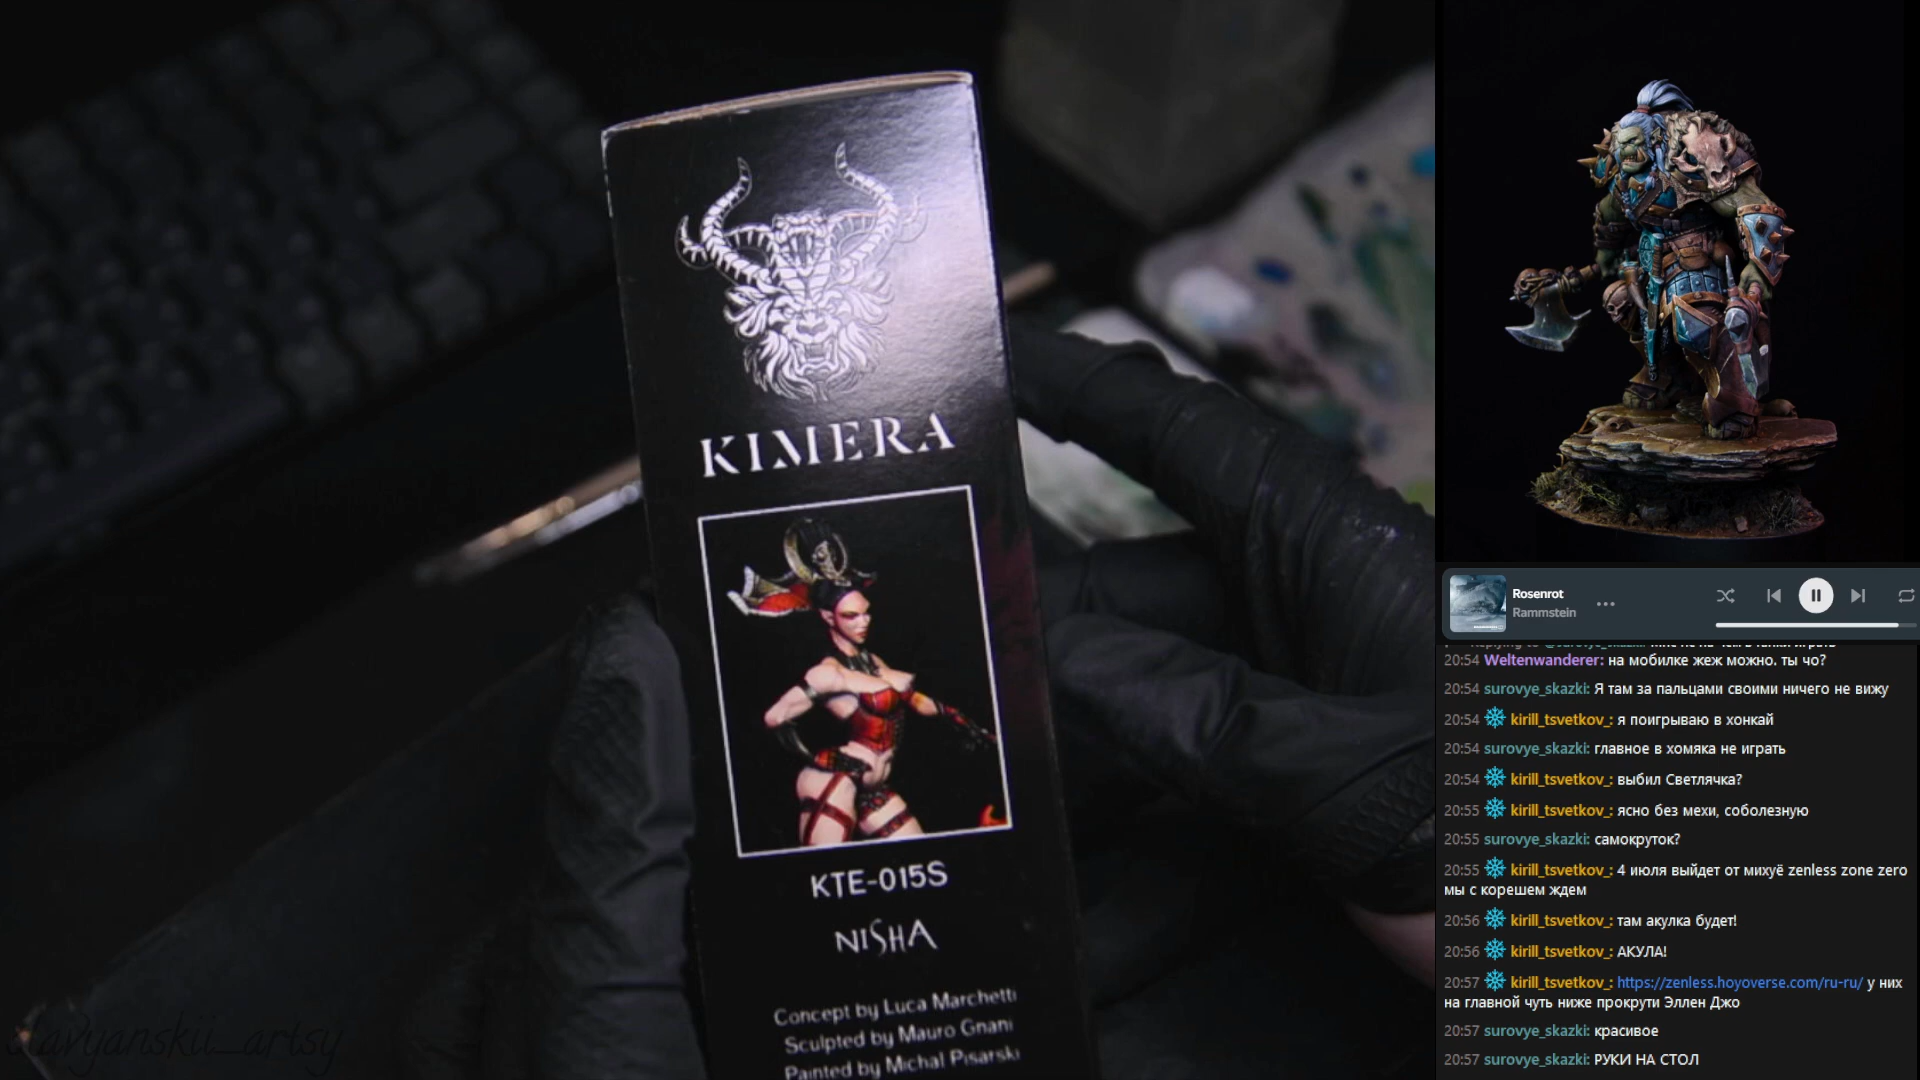 KIMERA
KTE-015S
NISHA
Concept by Luca Marchetti
Sculpted by Mauro Gnani
Painted by Michal Pisarski
Rosenrot
Rammstein
20:54 Weltenwanderer: на мобилке жеж можно. ты чо?
20:54 surovye_skazki: Я там за пальцами своими ничего не вижу
20:54 kirill_tsvetkov_: я поигрываю в хонкай
20:54 surovye_skazki: главное в хомяка не играть
20:54 kirill_tsvetkov_: выбил Светлячка?
20:55 kirill_tsvetkov_: ясно без мехи, соболезную
20:55 surovye_skazki: самокруток?
20:55 kirill_tsvetkov_: 4 июля выйдет от михуё zenless zone zero
мы с корешем ждем
20:56 kirill_tsvetkov_: там акулка будет!
20:56 kirill_tsvetkov_: АКУЛА!
20:57 kirill_tsvetkov_: https://zenless.hoyoverse.com/ru-ru/ у них
на главной чуть ниже прокрути Эллен Джо
20:57 surovye_skazki: красивое
20:57 surovye_skazki: РУКИ НА СТОЛ